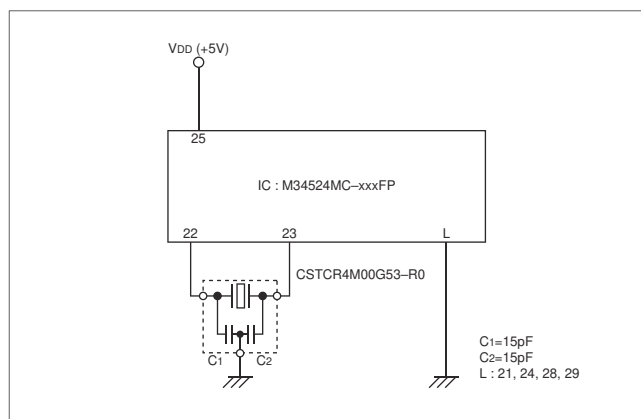 VDD (+5V)
25
IC : M34524MC–xxxFP
22 23 L
CSTCR4M00G53–R0
C1 C2
C1=15pF
C2=15pF
L : 21, 24, 28, 29